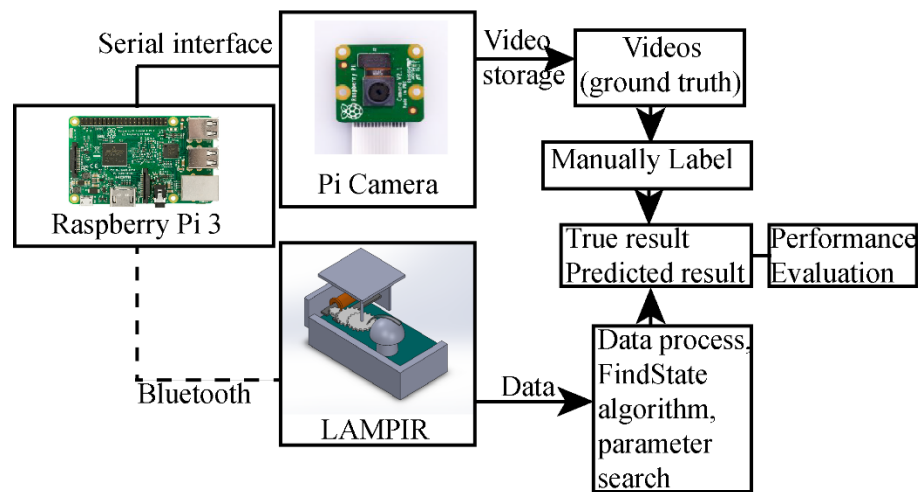 Serial interface
Pi Camera
Video
storage
Videos
(ground truth)
Manually Label
Raspberry Pi 3
True result
Predicted result
Performance
Evaluation
Bluetooth
LAMPIR
Data
Data process,
FindState
algorithm,
parameter
search